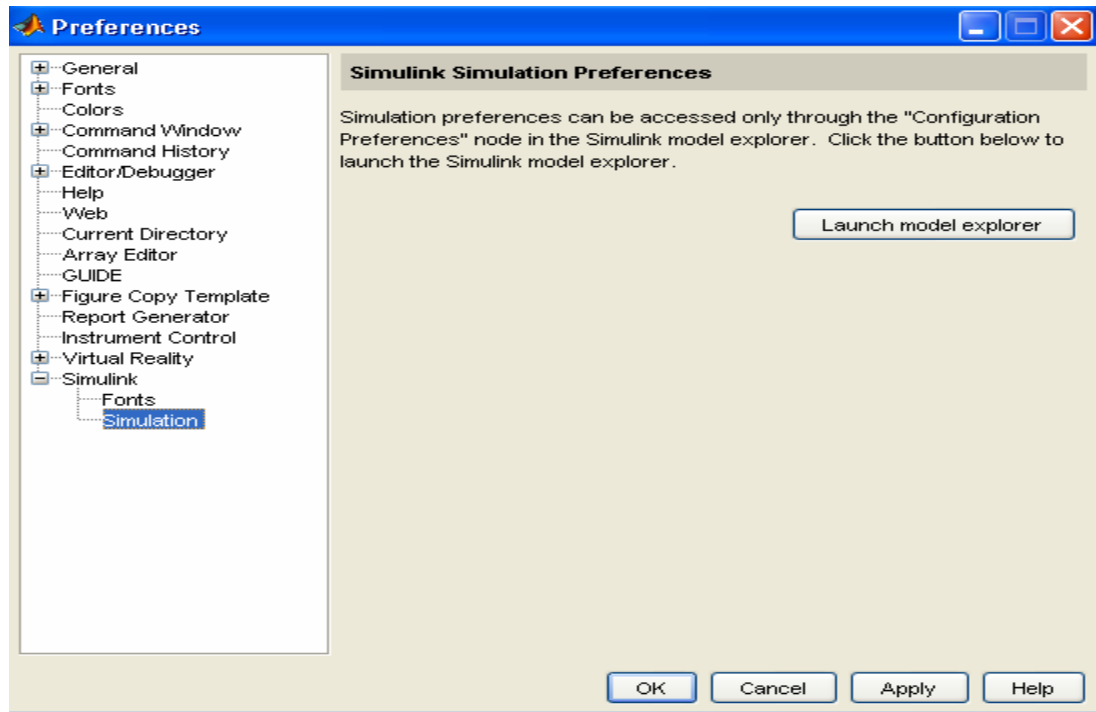 Preferences
General
Fonts
Colors
Command Window
Command History
Editor/Debugger
Help
Web
Current Directory
Array Editor
GUIDE
Figure Copy Template
Report Generator
Instrument Control
Virtual Reality
Simulink
Fonts
Simulation
Simulink Simulation Preferences
Simulation preferences can be accessed only through the "Configuration
Preferences" node in the Simulink model explorer. Click the button below to
launch the Simulink model explorer.
Launch model explorer
OK Cancel Apply Help